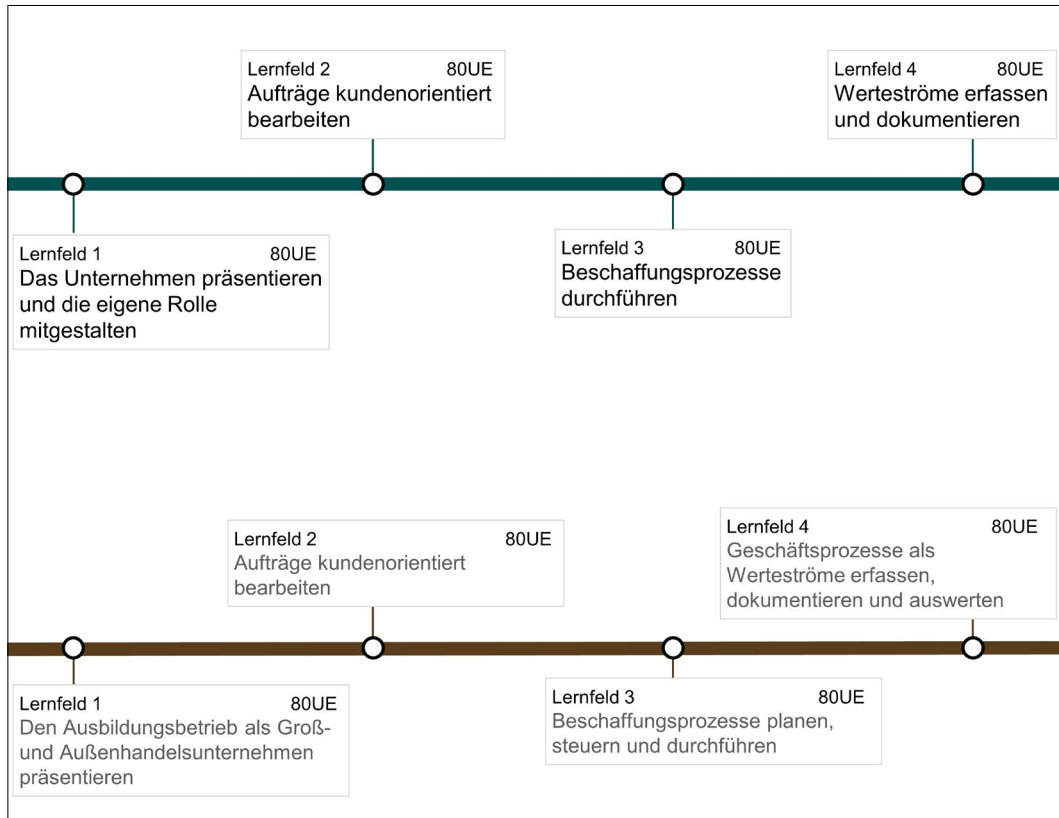 Lernfeld 2 80UE
Aufträge kundenorientiert
bearbeiten
Lernfeld 4 80UE
Werteströme erfassen
und dokumentieren
Lernfeld 1 80UE
Das Unternehmen präsentieren
und die eigene Rolle
mitgestalten
Lernfeld 3 80UE
Beschaffungsprozesse
durchführen
Lernfeld 2 80UE
Aufträge kundenorientiert
bearbeiten
Lernfeld 4 80UE
Geschäftsprozesse als
Werteströme erfassen,
dokumentieren und auswerten
Lernfeld 1 80UE
Den Ausbildungsbetrieb als Groß-
und Außenhandelsunternehmen
präsentieren
Lernfeld 3 80UE
Beschaffungsprozesse planen,
steuern und durchführen